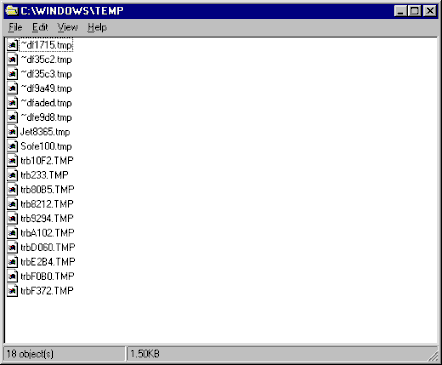 C:\WINDOWS\TEMP
File Edit View Help
~df1715.tmp
~df35c2.tmp
~df35c3.tmp
~df9a49.tmp
~dfaded.tmp
~dfe9d8.tmp
Jet8365.tmp
Sofe100.tmp
trb10F2.TMP
trb233.TMP
trb80B5.TMP
trb8212.TMP
trb9294.TMP
trbA102.TMP
trbD060.TMP
trbE2B4.TMP
trbF0B0.TMP
trbF372.TMP
18 object(s) 1.50KB